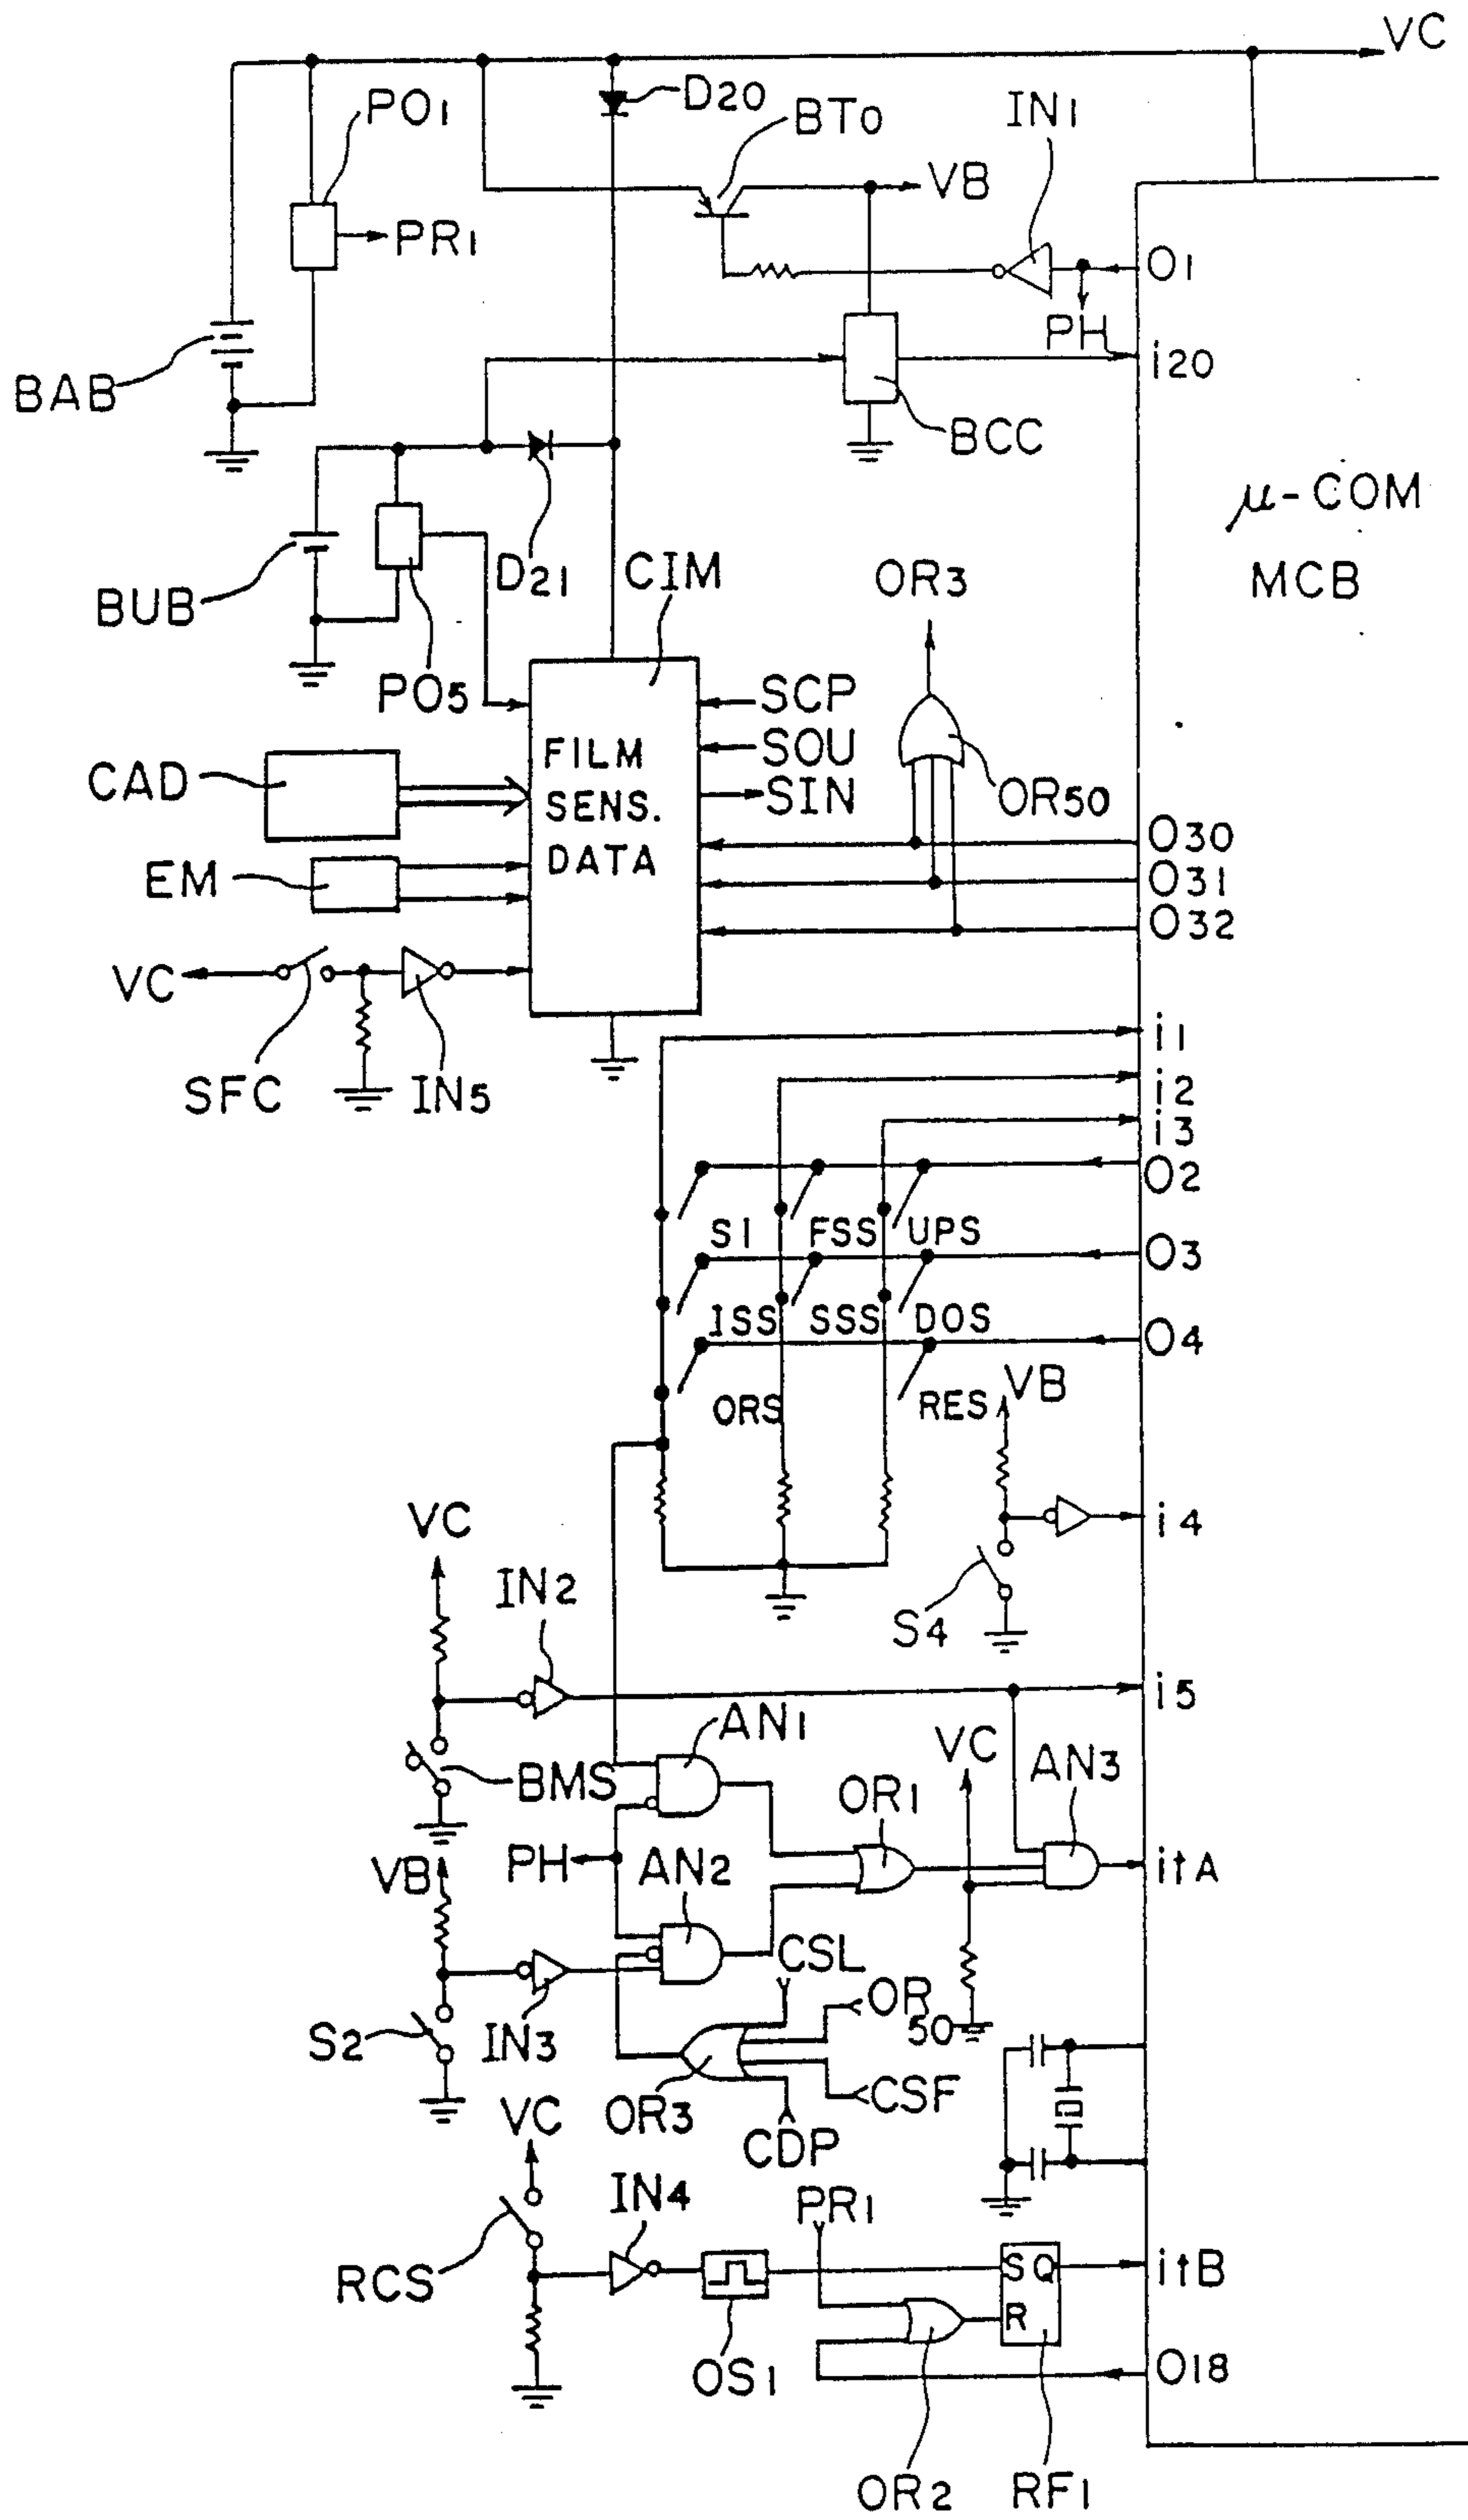 VC
D20
PO1
BTO
IN1
VB
PR1
O1
PH
i20
BAB
BCC
μ-COM
MCB
D21
CIM
OR3
BUB
PO5
SCP
FILM
SOU
CAD
SENS.
SIN
OR50
O30
EM
DATA
O31
O32
VC
i1
SFC
IN5
i2
i3
O2
S1
FSS
UPS
O3
ISS
SSS
DOS
O4
VB
ORS
RES
VC
i4
IN2
S4
i5
AN1
VC
AN3
BMS
OR1
PH
AN2
itA
VB
CSL
OR
50
S2
IN3
CSF
OR3
VC
CDP
IN4
PR1
RCS
S Q
itB
R
OS1
O18
OR2
RF1